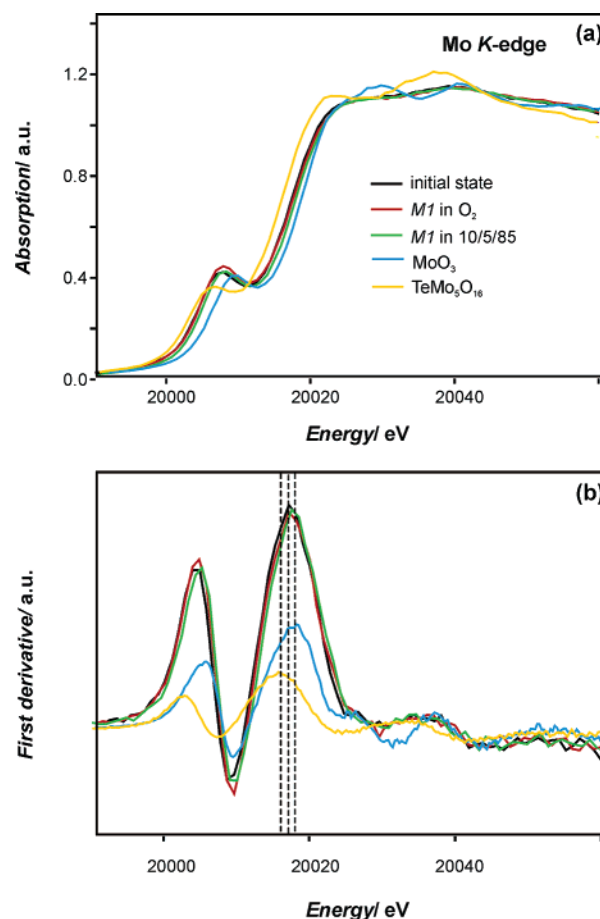 (a)
Mo K-edge
1.2
0.8
0.4
0.0
Absorption/ a.u.
initial state
M1 in O₂
M1 in 10/5/85
MoO₃
TeMo₅O₁₆
20000
20020
20040
Energy/ eV
(b)
First derivative/ a.u.
20000
20020
20040
Energy/ eV